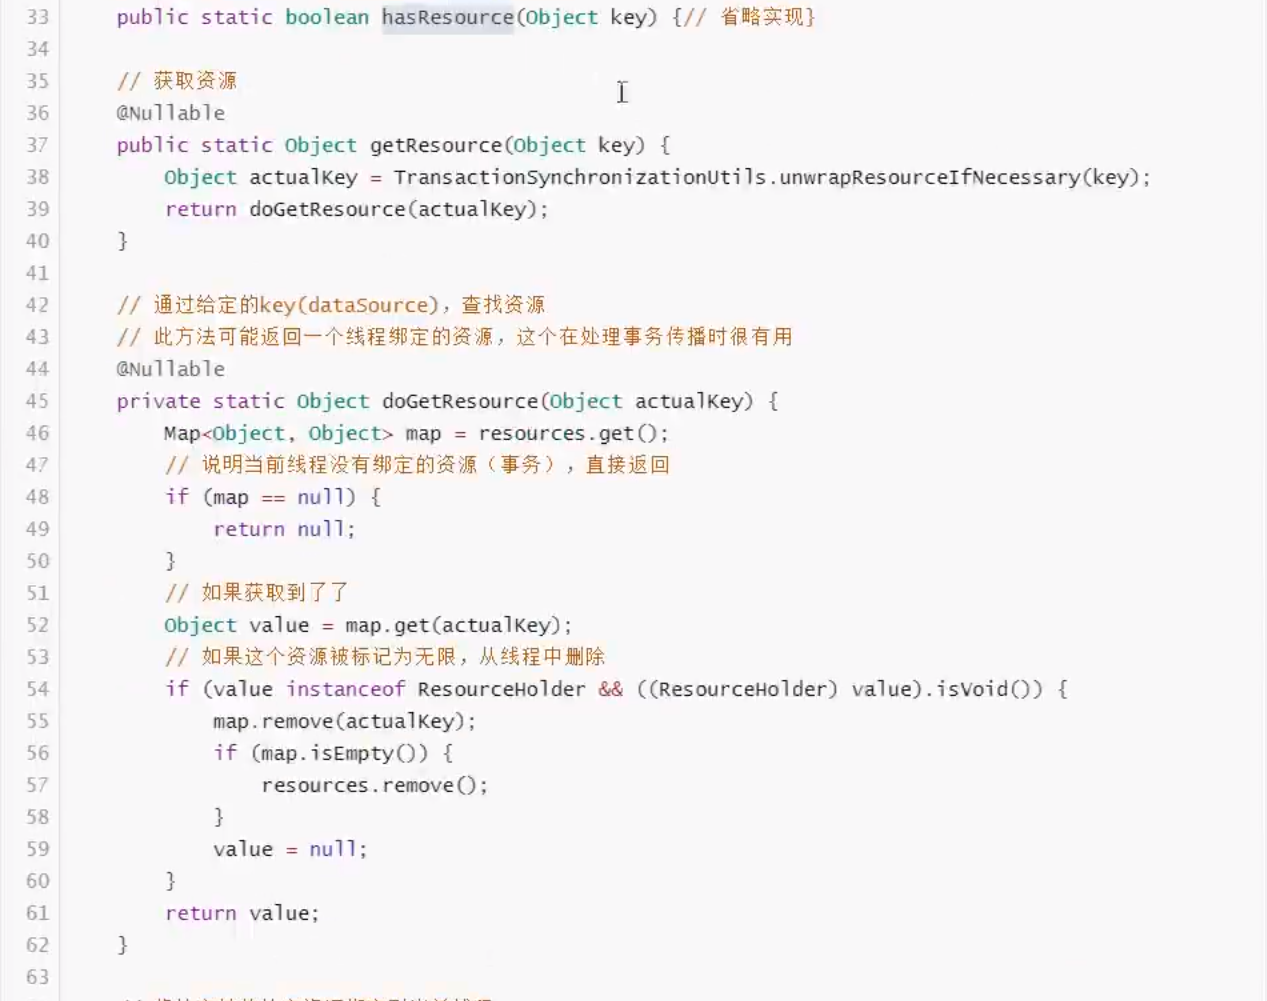 33 public static boolean hasResource(Object key) {// 省略实现}
34
35 // 获取资源
36 @Nullable
37 public static Object getResource(Object key) {
38 Object actualKey = TransactionSynchronizationUtils.unwrapResourceIfNecessary(key);
39 return doGetResource(actualKey);
40 }
41
42 // 通过给定的key(dataSource)，查找资源
43 // 此方法可能返回一个线程绑定的资源，这个在处理事务传播时很有用
44 @Nullable
45 private static Object doGetResource(Object actualKey) {
46 Map<Object, Object> map = resources.get();
47 // 说明当前线程没有绑定的资源（事务），直接返回
48 if (map == null) {
49 return null;
50 }
51 // 如果获取到了了
52 Object value = map.get(actualKey);
53 // 如果这个资源被标记为无限，从线程中删除
54 if (value instanceof ResourceHolder && ((ResourceHolder) value).isVoid()) {
55 map.remove(actualKey);
56 if (map.isEmpty()) {
57 resources.remove();
58 }
59 value = null;
60 }
61 return value;
62 }
63